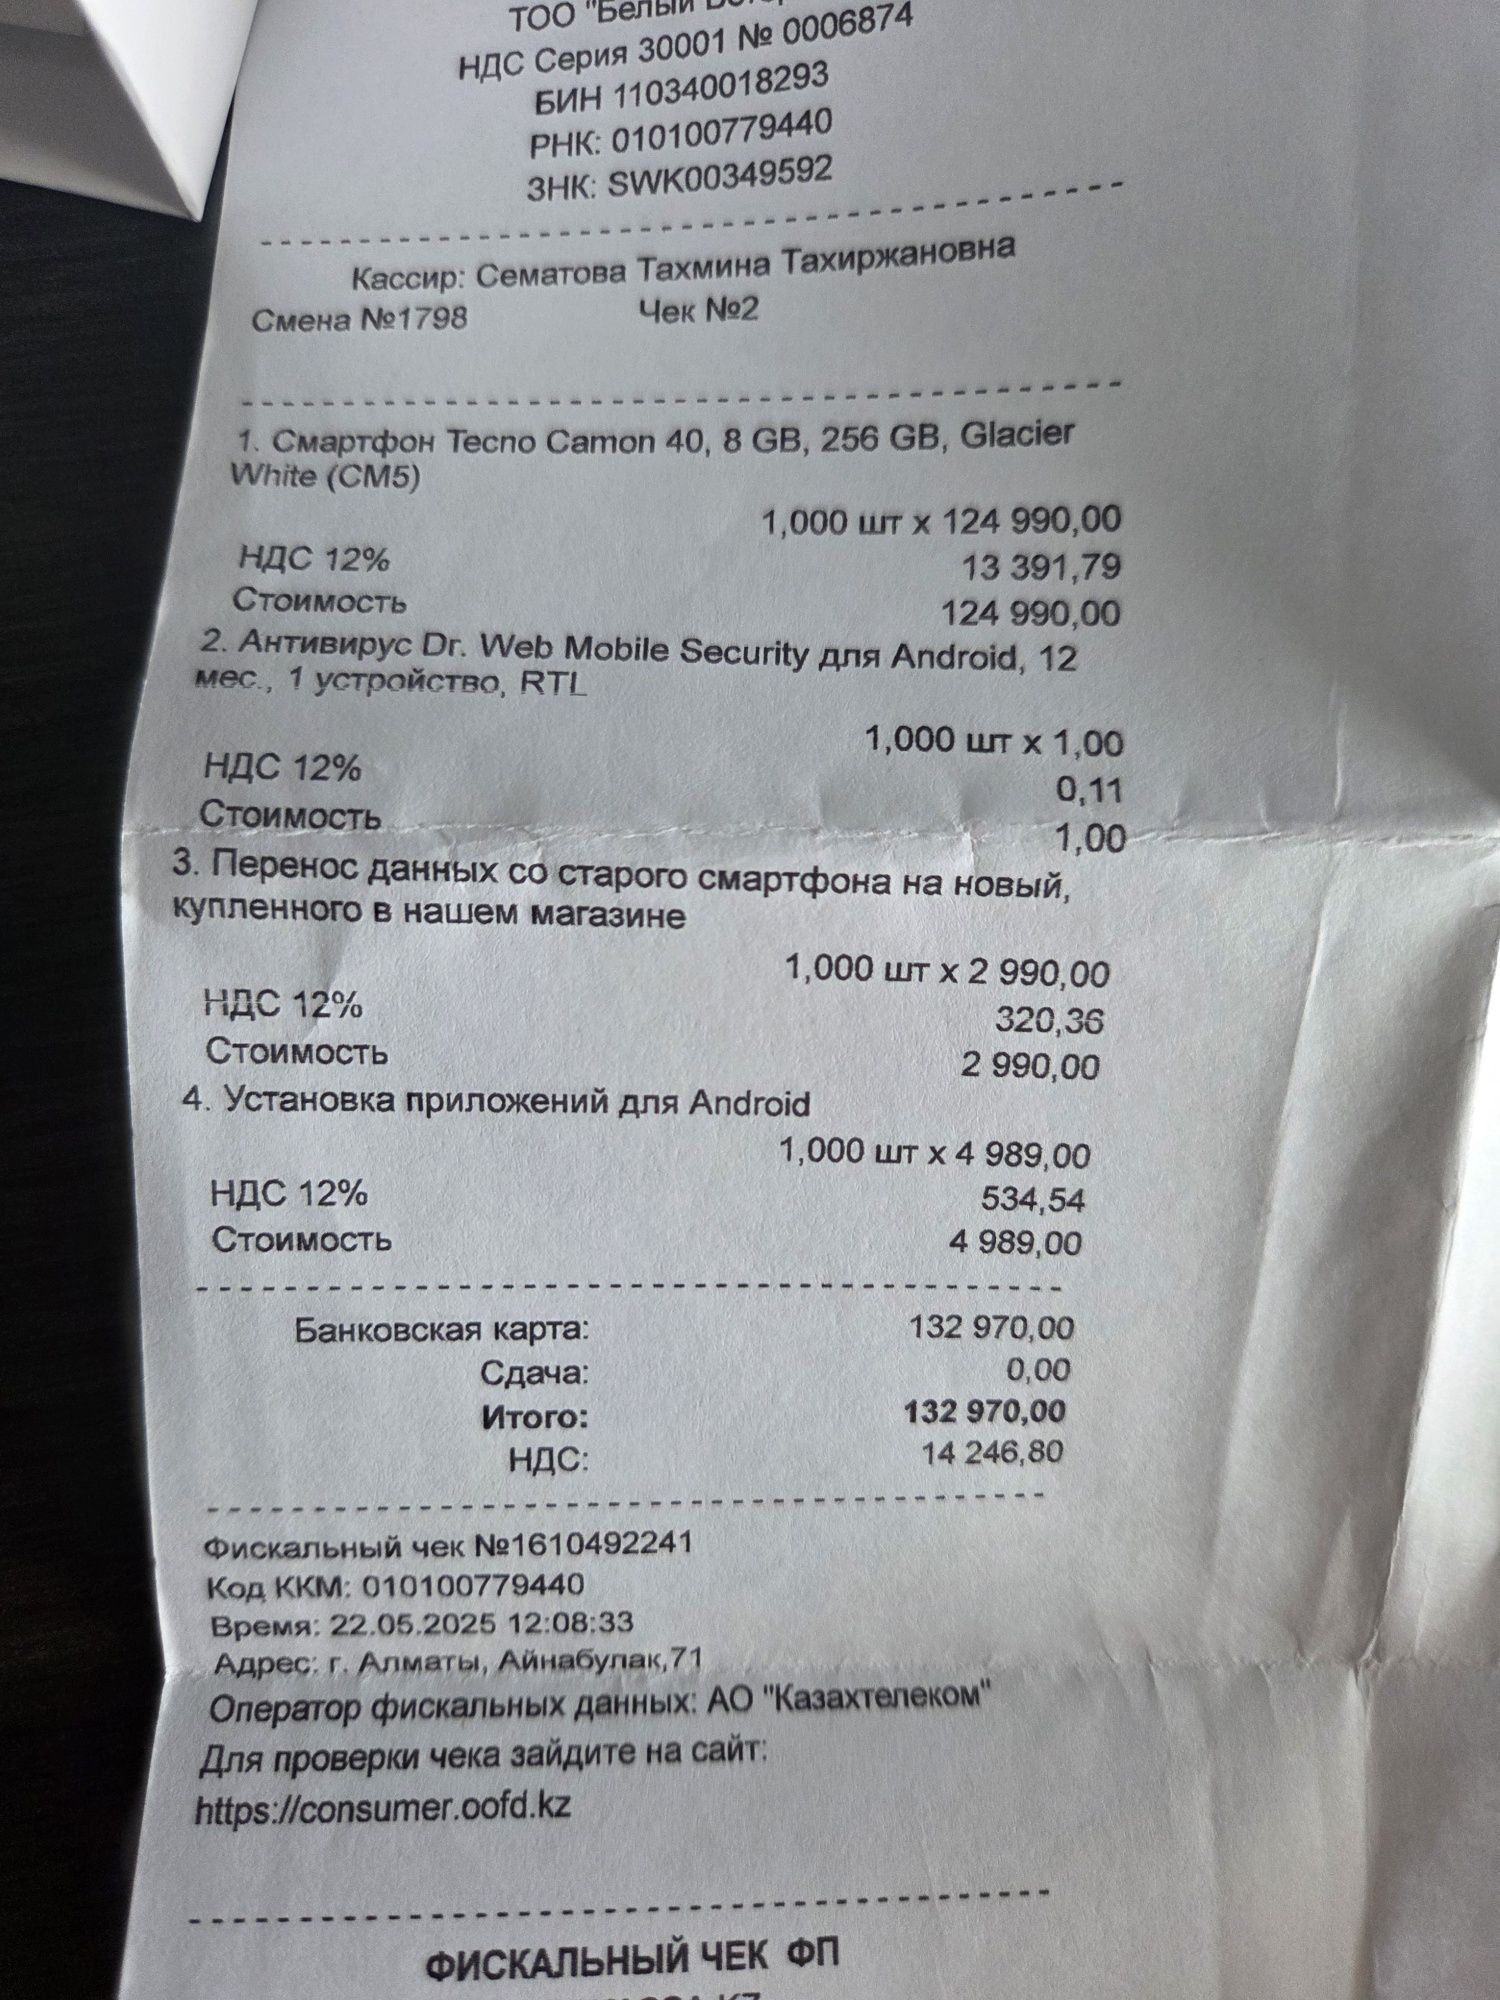 ТОО "Белый
НДС Серия 30001 № 0006874
БИН 110340018293
РНК: 010100779440
ЗНК: SWK00349592
Кассир: Сематова Тахмина Тахиржановна
Смена №1798 Чек №2
1. Смартфон Tecno Camon 40, 8 GB, 256 GB, Glacier
White (CM5)
1,000 шт x 124 990,00
НДС 12% 13 391,79
Стоимость 124 990,00
2. Антивирус Dr. Web Mobile Security для Android, 12
мес., 1 устройство, RTL
1,000 шт x 1,00
НДС 12% 0,11
Стоимость 1,00
3. Перенос данных со старого смартфона на новый,
купленного в нашем магазине
1,000 шт x 2 990,00
НДС 12% 320,36
Стоимость 2 990,00
4. Установка приложений для Android
1,000 шт x 4 989,00
НДС 12% 534,54
Стоимость 4 989,00
Банковская карта: 132 970,00
Сдача: 0,00
Итого: 132 970,00
НДС: 14 246,80
Фискальный чек №1610492241
Код ККМ: 010100779440
Время: 22.05.2025 12:08:33
Адрес: г. Алматы, Айнабулак,71
Оператор фискальных данных: АО "Казахтелеком"
Для проверки чека зайдите на сайт:
https://consumer.oofd.kz
ФИСКАЛЬНЫЙ ЧЕК ФП